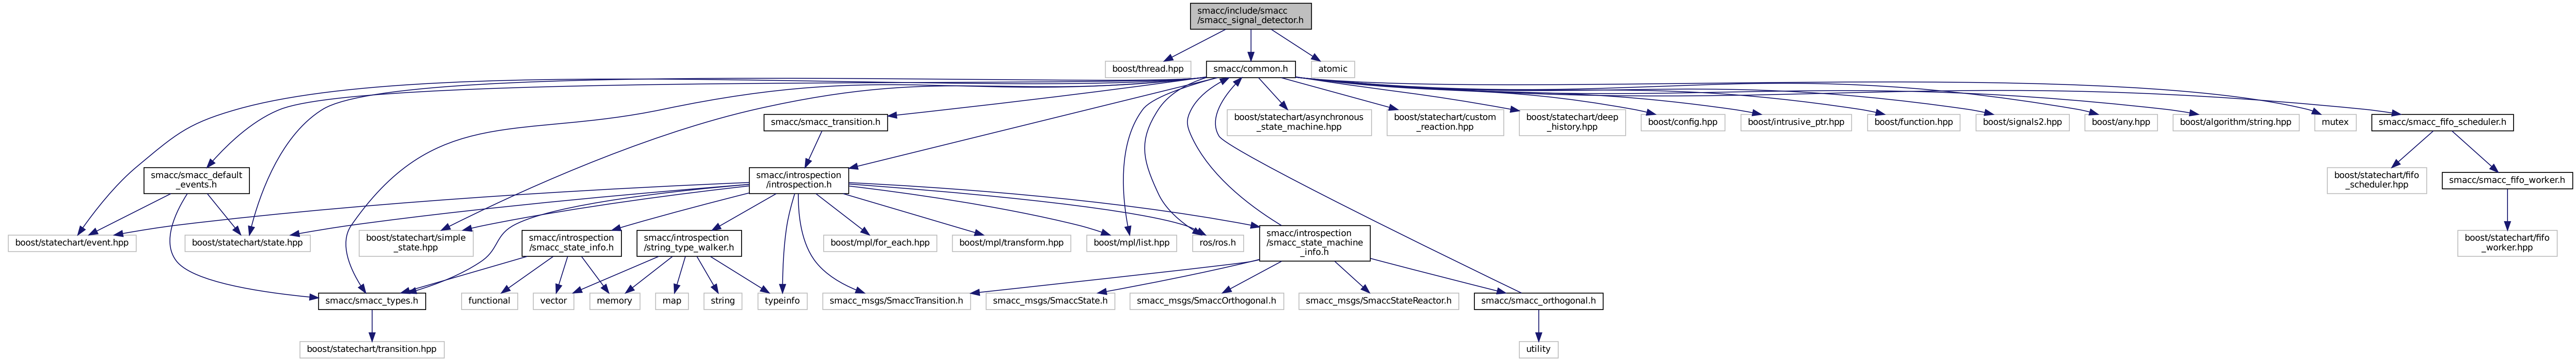 smacc/include/smacc
/smacc_signal_detector.h
boost/thread.hpp
smacc/common.h
atomic
smacc/smacc_transition.h
boost/statechart/asynchronous
_state_machine.hpp
boost/statechart/custom
_reaction.hpp
boost/statechart/deep
_history.hpp
boost/config.hpp
boost/intrusive_ptr.hpp
boost/function.hpp
boost/signals2.hpp
boost/any.hpp
boost/algorithm/string.hpp
mutex
smacc/smacc_fifo_scheduler.h
smacc/smacc_default
_events.h
smacc/introspection
/introspection.h
boost/statechart/fifo
_scheduler.hpp
smacc/smacc_fifo_worker.h
boost/statechart/event.hpp
boost/statechart/state.hpp
boost/statechart/simple
_state.hpp
smacc/introspection
/smacc_state_info.h
smacc/introspection
/string_type_walker.h
boost/mpl/for_each.hpp
boost/mpl/transform.hpp
boost/mpl/list.hpp
ros/ros.h
smacc/introspection
/smacc_state_machine
_info.h
boost/statechart/fifo
_worker.hpp
smacc/smacc_types.h
functional
vector
memory
map
string
typeinfo
smacc_msgs/SmaccTransition.h
smacc_msgs/SmaccState.h
smacc_msgs/SmaccOrthogonal.h
smacc_msgs/SmaccStateReactor.h
smacc/smacc_orthogonal.h
boost/statechart/transition.hpp
utility